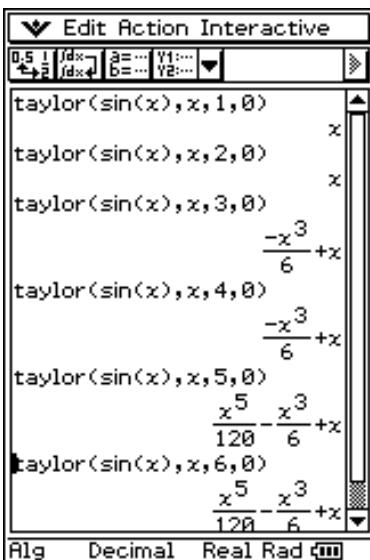 Edit Action Interactive
taylor(sin(x),x,1,0)
x
taylor(sin(x),x,2,0)
x
taylor(sin(x),x,3,0)
-x^3/6+x
taylor(sin(x),x,4,0)
-x^3/6+x
taylor(sin(x),x,5,0)
x^5/120-x^3/6+x
taylor(sin(x),x,6,0)
x^5/120-x^3/6+x
Alg Decimal Real Rad